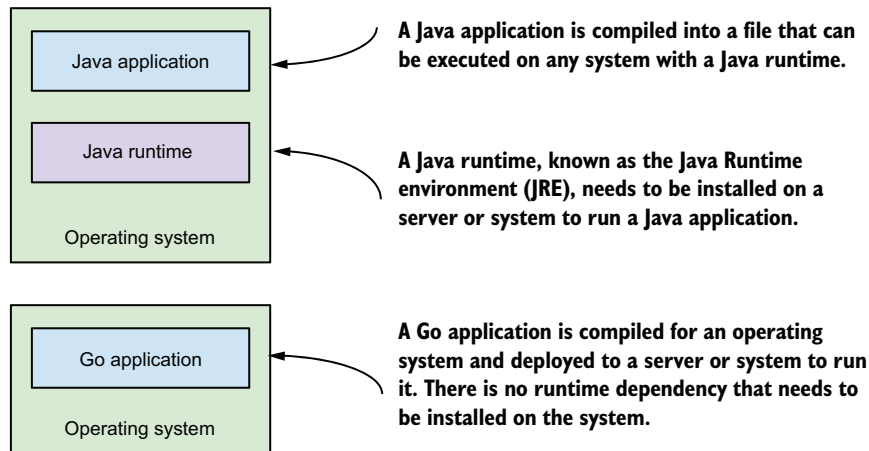 Java application
A Java application is compiled into a file that can
be executed on any system with a Java runtime.
Java runtime
A Java runtime, known as the Java Runtime
environment (JRE), needs to be installed on a
server or system to run a Java application.
Operating system
Go application
A Go application is compiled for an operating
system and deployed to a server or system to run
it. There is no runtime dependency that needs to
be installed on the system.
Operating system